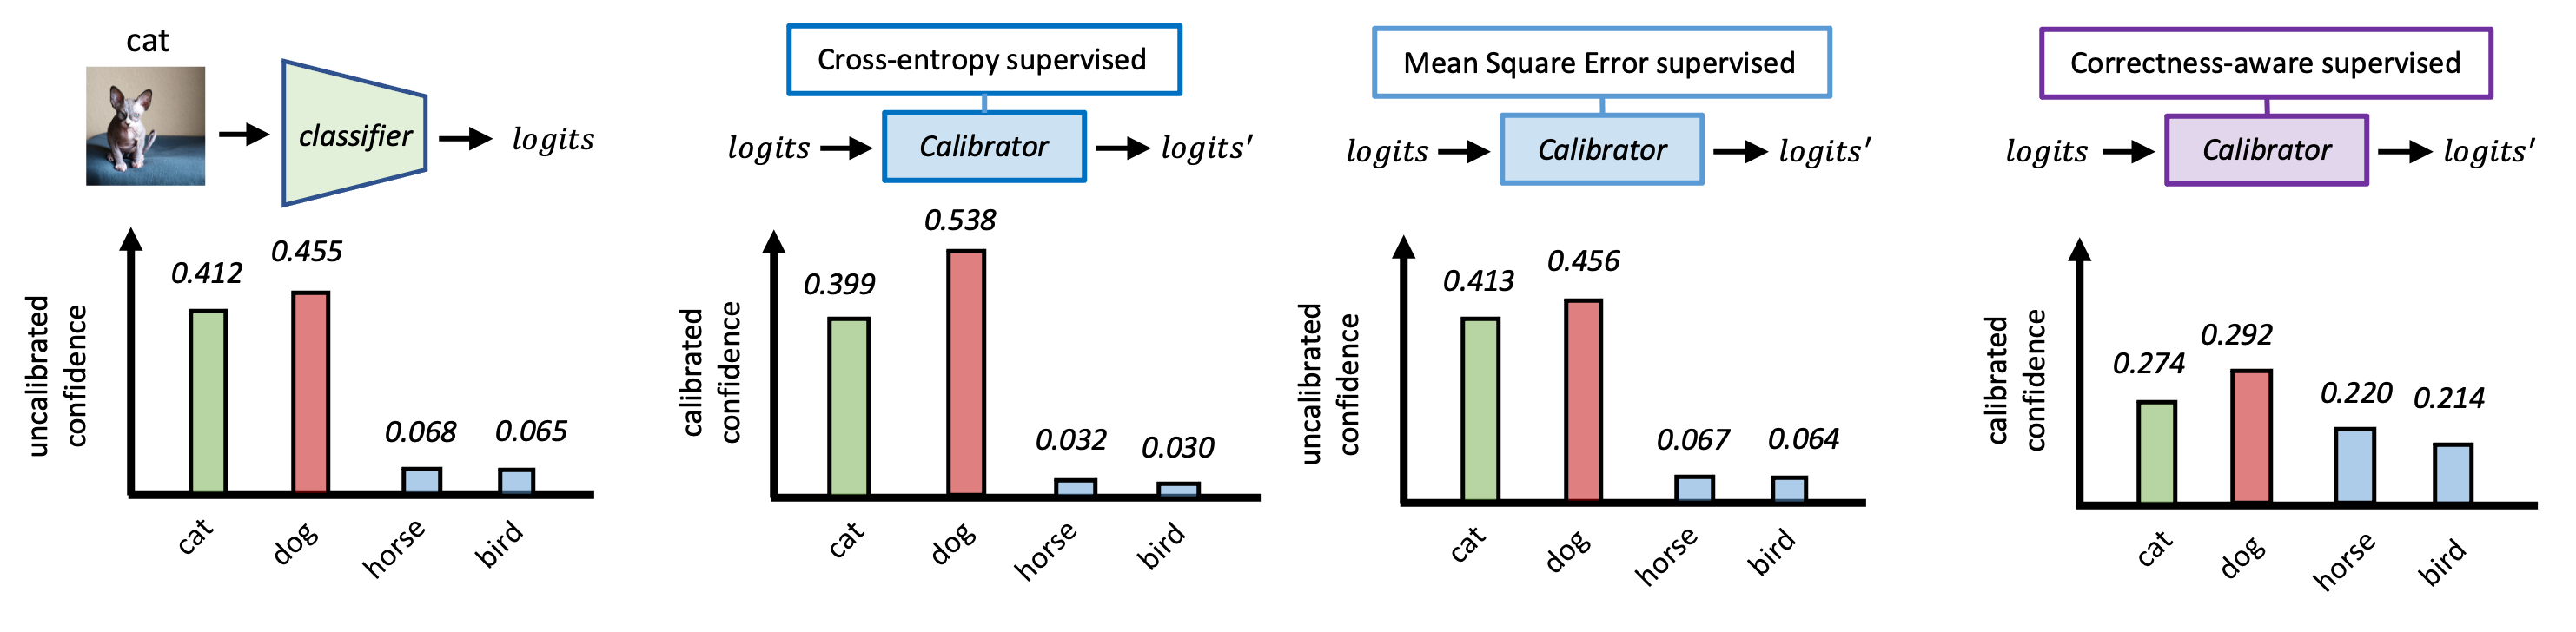 cat
classifier
logits
uncalibrated
confidence
0.412
0.455
0.068
0.065
cat
dog
horse
bird
Cross-entropy supervised
logits
Calibrator
logits'
calibrated
confidence
0.399
0.538
0.032
0.030
cat
dog
horse
bird
Mean Square Error supervised
logits
Calibrator
logits'
uncalibrated
confidence
0.413
0.456
0.067
0.064
cat
dog
horse
bird
Correctness-aware supervised
logits
Calibrator
logits'
calibrated
confidence
0.274
0.292
0.220
0.214
cat
dog
horse
bird